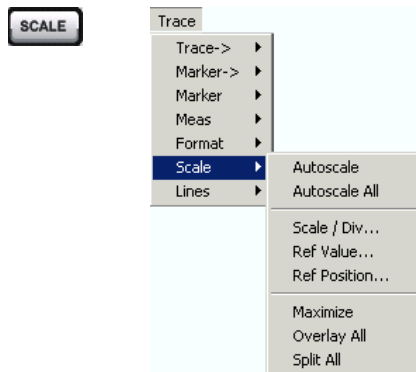 SCALE
Trace
Trace->
Marker->
Marker
Meas
Format
Scale
Lines
Autoscale
Autoscale All
Scale / Div...
Ref Value...
Ref Position...
Maximize
Overlay All
Split All